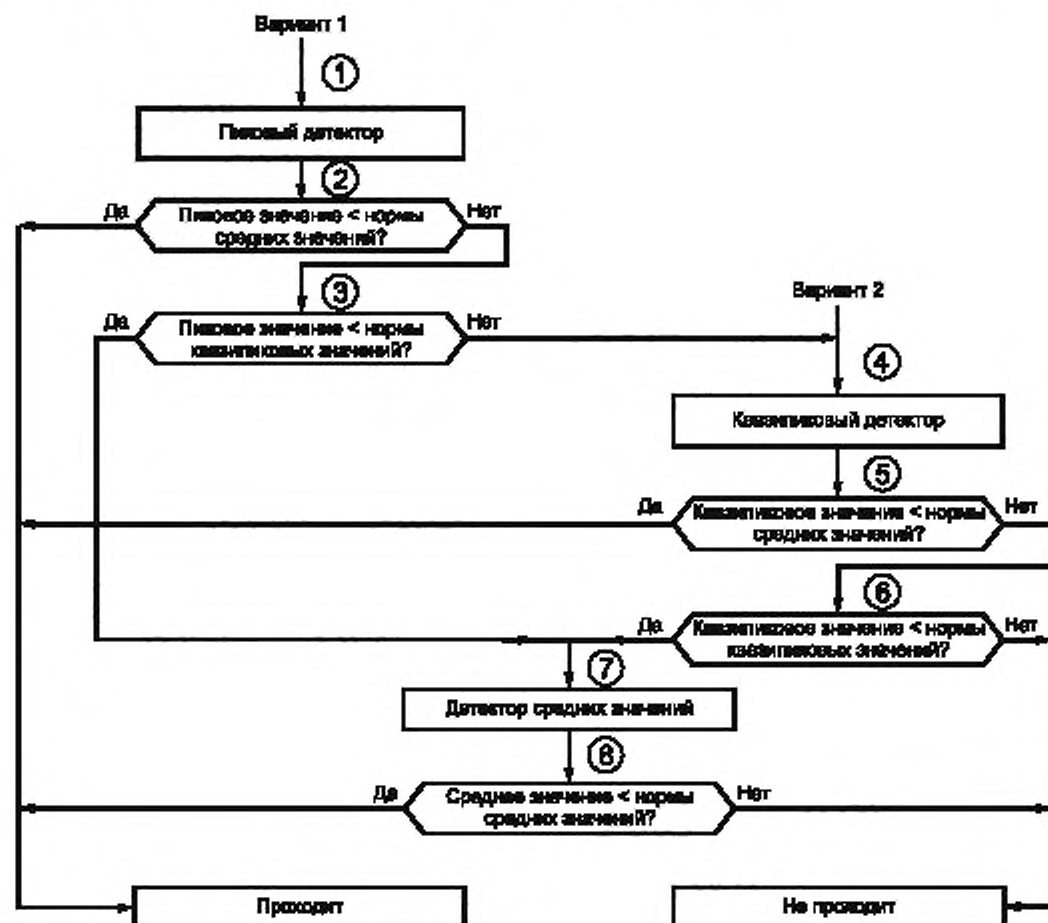 Вариант 1
1
Пиковый детектор
2
Да
Пиковое значение < нормы
средних значений?
Нет
3
Да
Пиковое значение < нормы
квазипиковых значений?
Нет
Вариант 2
4
Квазипиковый детектор
5
Да
Квазипиковое значение < нормы
средних значений?
Нет
6
Да
Квазипиковое значение < нормы
квазипиковых значений?
Нет
7
Детектор средних значений
8
Да
Среднее значение < нормы
средних значений?
Нет
Проходит
Не проходит